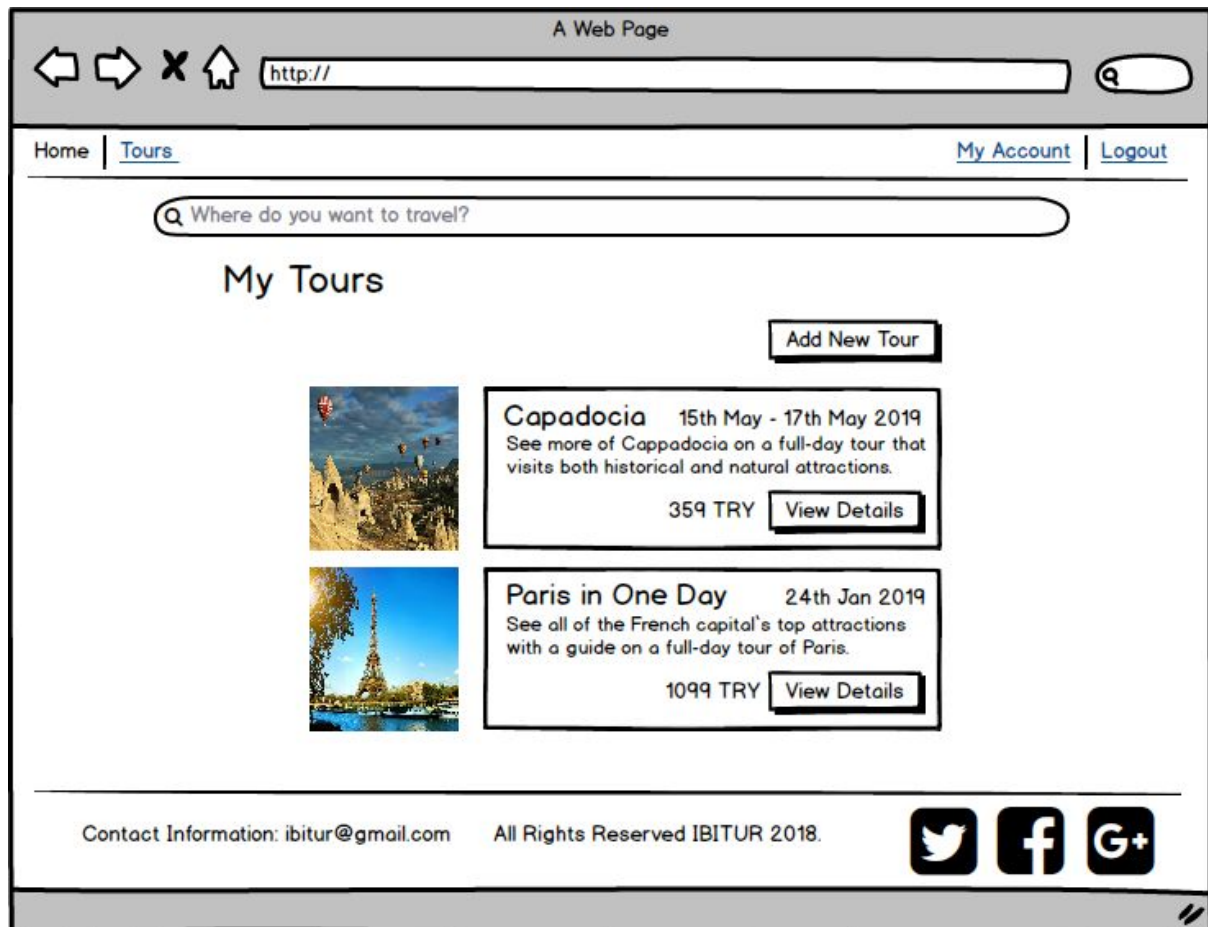 A Web Page
http://
Home Tours My Account Logout
Where do you want to travel?
My Tours
Add New Tour
Capadocia 15th May - 17th May 2019
See more of Cappadocia on a full-day tour that
visits both historical and natural attractions.
359 TRY View Details
Paris in One Day 24th Jan 2019
See all of the French capital`s top attractions
with a guide on a full-day tour of Paris.
1099 TRY View Details
Contact Information: ibitur@gmail.com All Rights Reserved IBITUR 2018.
G+